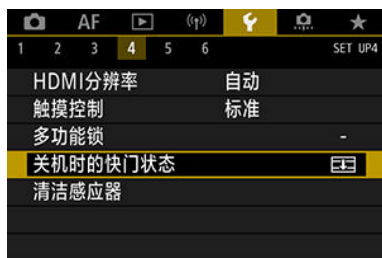 AF
1 2 3 4 5 6 SET UP4
HDMI分辨率 自动
触摸控制 标准
多功能锁 -
关机时的快门状态
清洁感应器